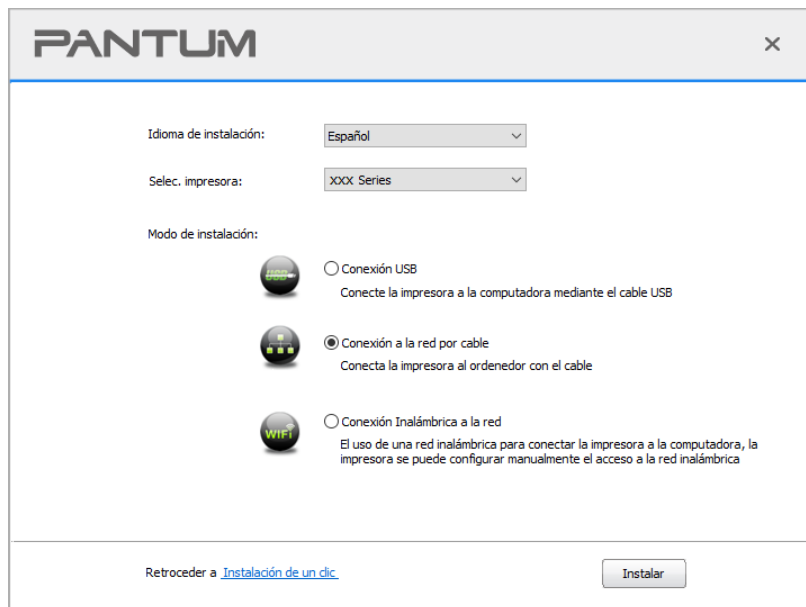 PANTUM
Idioma de instalación:
Español
Selec. impresora:
XXX Series
Modo de instalación:
USB
Conexión USB
Conecte la impresora a la computadora mediante el cable USB
Conexión a la red por cable
Conecta la impresora al ordenedor con el cable
WiFi
Conexión Inalámbrica a la red
El uso de una red inalámbrica para conectar la impresora a la computadora, la
impresora se puede configurar manualmente el acceso a la red inalámbrica
Retroceder a Instalación de un clic
Instalar